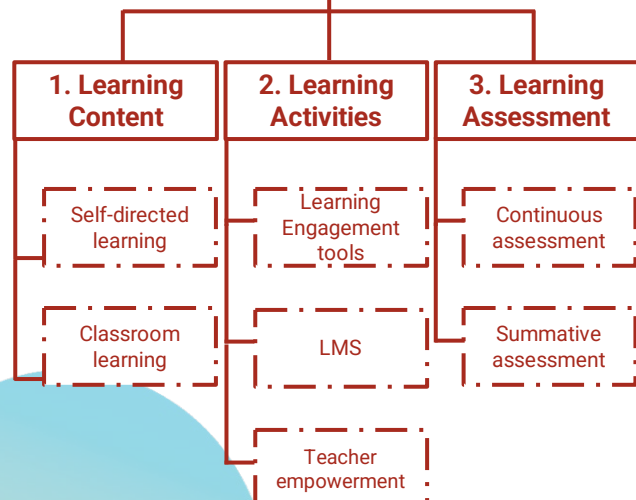 1. Learning
Content
2. Learning
Activities
3. Learning
Assessment
Self-directed
learning
Classroom
learning
Learning
Engagement
tools
LMS
Teacher
empowerment
Continuous
assessment
Summative
assessment